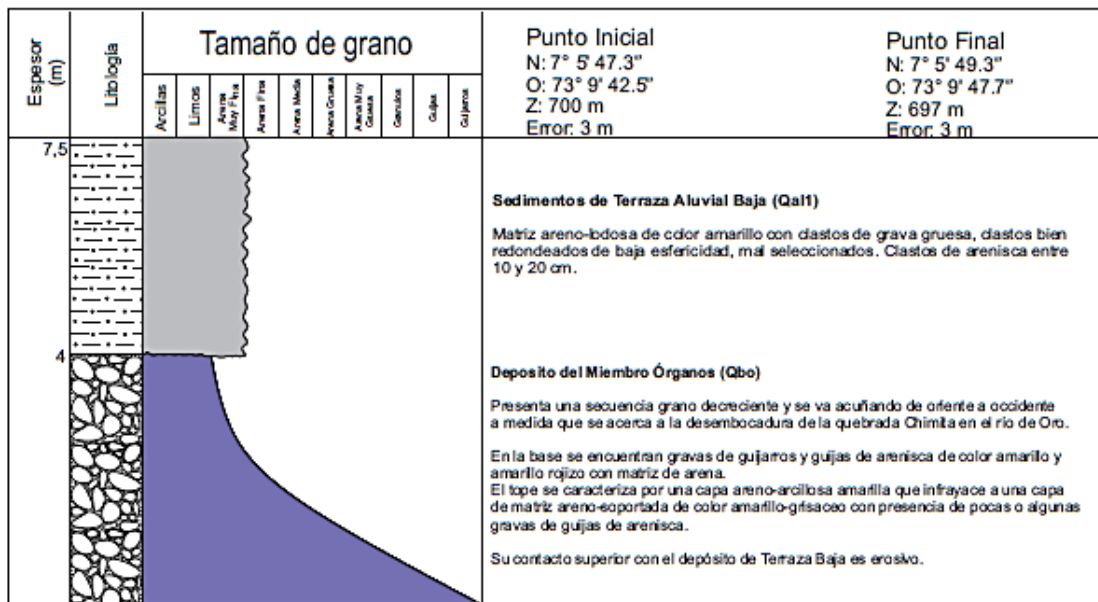 Espesor
(m)
Litología
Tamaño de grano
Arcillas
Limos
Arena
Muy Fina
Arena Fina
Arena Media
Arena Gruesa
Arena Muy
Gruesa
Granulos
Guijas
Guijarros
Punto Inicial
N: 7° 5' 47.3"
O: 73° 9' 42.5"
Z: 700 m
Error: 3 m
Punto Final
N: 7° 5' 49.3"
O: 73° 9' 47.7"
Z: 697 m
Error: 3 m
7,5
4
Sedimentos de Terraza Aluvial Baja (Qal1)
Matriz areno-lodosa de color amarillo con clastos de grava gruesa, clastos bien
redondeados de baja esfericidad, mal seleccionados. Clastos de arenisca entre
10 y 20 cm.
Deposito del Miembro Órganos (Qbo)
Presenta una secuencia grano decreciente y se va acuñando de oriente a occidente
a medida que se acerca a la desembocadura de la quebrada Chimita en el río de Oro.
En la base se encuentran gravas de guijarros y guijas de arenisca de color amarillo y
amarillo rojizo con matriz de arena.
El tope se caracteriza por una capa areno-arcillosa amarilla que infrayace a una capa
de matriz areno-soportada de color amarillo-grisaceo con presencia de pocas o algunas
gravas de guijas de arenisca.
Su contacto superior con el depósito de Terraza Baja es erosivo.